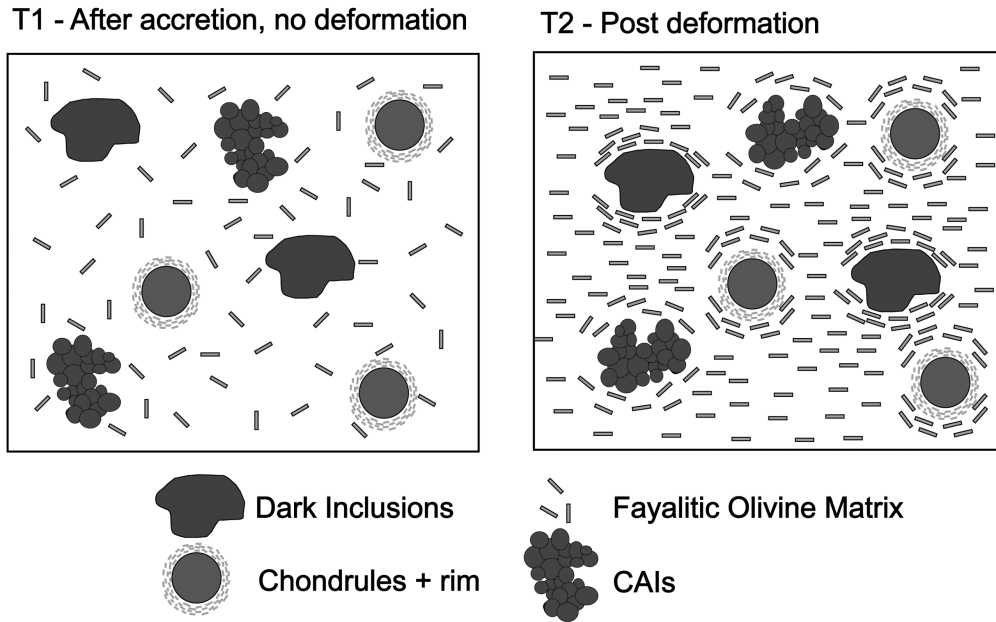 T1 - After accretion, no deformation
T2 - Post deformation
Dark Inclusions
Fayalitic Olivine Matrix
Chondrules + rim
CAIs